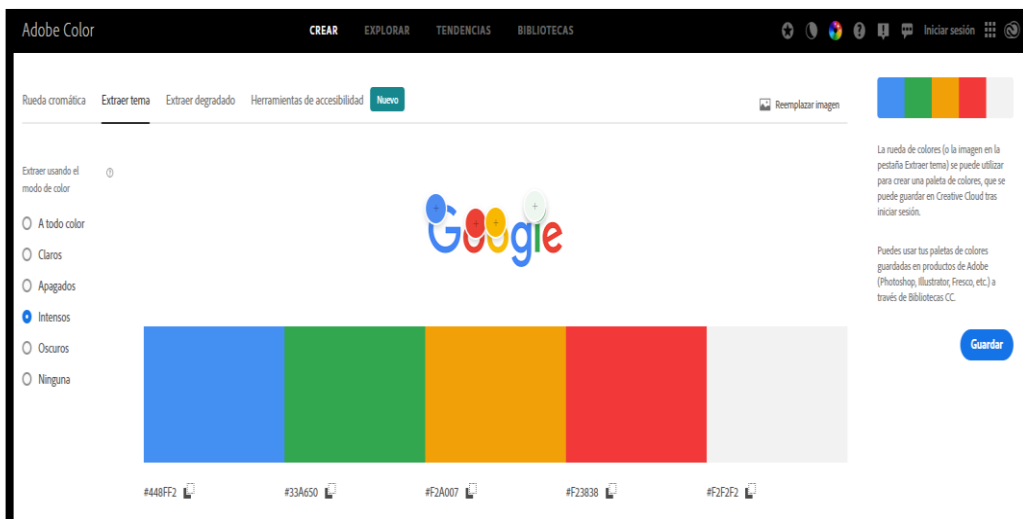 Adobe Color
CREAR EXPLORAR TENDENCIAS BIBLIOTECAS
Iniciar sesión
Rueda cromática Extraer tema Extraer degradado Herramientas de accesibilidad Nuevo
Reemplazar imagen
Extraer usando el
modo de color
A todo color
Claros
Apagados
Intensos
Oscuros
Ninguna
Google
#448FF2 #33A650 #F2A007 #F23838 #F2F2F2
La rueda de colores (o la imagen en la
pestaña Extraer tema) se puede utilizar
para crear una paleta de colores, que se
puede guardar en Creative Cloud tras
iniciar sesión.
Puedes usar tus paletas de colores
guardadas en productos de Adobe
(Photoshop, Illustrator, Fresco, etc.) a
través de Bibliotecas CC.
Guardar